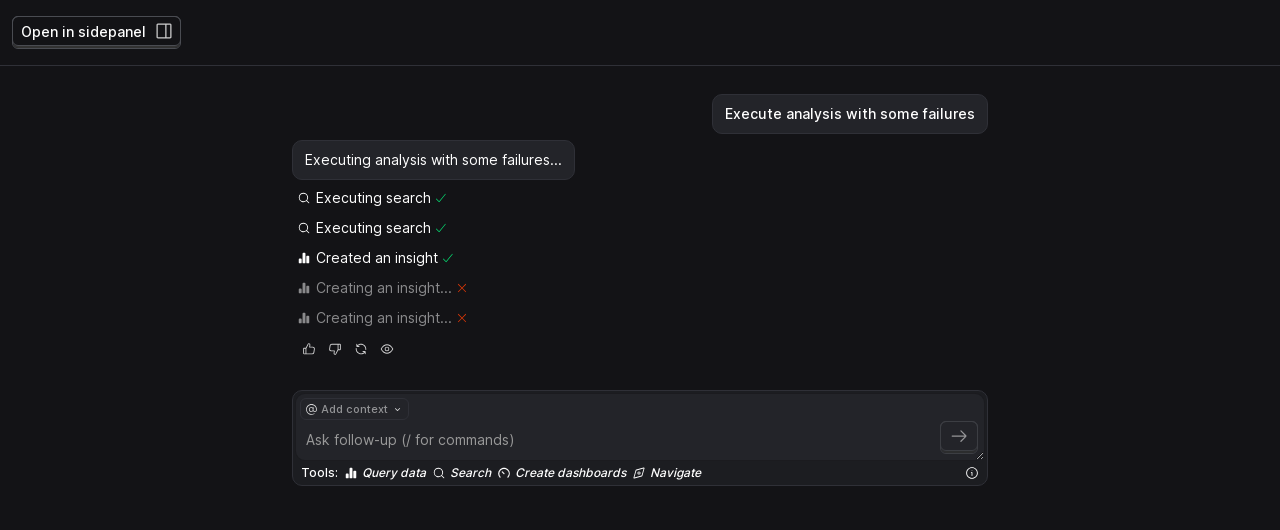 Open in sidepanel
Execute analysis with some failures
Executing analysis with some failures...
Executing search
Executing search
Created an insight
Creating an insight...
Creating an insight...
@ Add context
Ask follow-up (/ for commands)
Tools: Query data Search Create dashboards Navigate